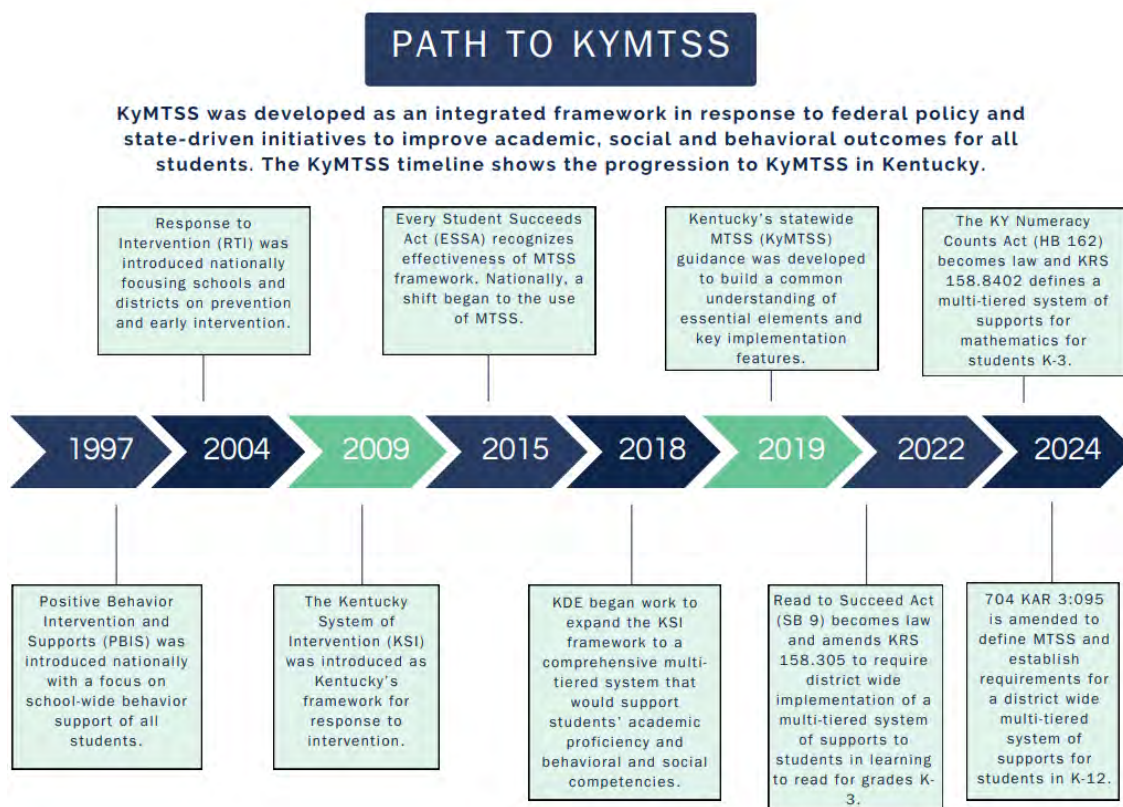 PATH TO KYMTSS
KyMTSS was developed as an integrated framework in response to federal policy and
state-driven initiatives to improve academic, social and behavioral outcomes for all
students. The KyMTSS timeline shows the progression to KyMTSS in Kentucky.
Response to
Intervention (RTI) was
introduced nationally
focusing schools and
districts on prevention
and early intervention.
Every Student Succeeds
Act (ESSA) recognizes
effectiveness of MTSS
framework. Nationally, a
shift began to the use
of MTSS.
Kentucky's statewide
MTSS (KyMTSS)
guidance was developed
to build a common
understanding of
essential elements and
key implementation
features.
The KY Numeracy
Counts Act (HB 162)
becomes law and KRS
158.8402 defines a
multi-tiered system of
supports for
mathematics for
students K-3.
1997
2004
2009
2015
2018
2019
2022
2024
Positive Behavior
Intervention and
Supports (PBIS) was
introduced nationally
with a focus on
school-wide behavior
support of all
students.
The Kentucky
System of
Intervention (KSI)
was introduced as
Kentucky's
framework for
response to
intervention.
KDE began work to
expand the KSI
framework to a
comprehensive multi-
tiered system that
would support
students' academic
proficiency and
behavioral and social
competencies.
Read to Succeed Act
(SB 9) becomes law
and amends KRS
158.305 to require
district wide
implementation of a
multi-tiered system
of supports to
students in learning
to read for grades K-
3.
704 KAR 3:095
is amended to
define MTSS and
establish
requirements for
a district wide
multi-tiered
system of
supports for
students in K-12.